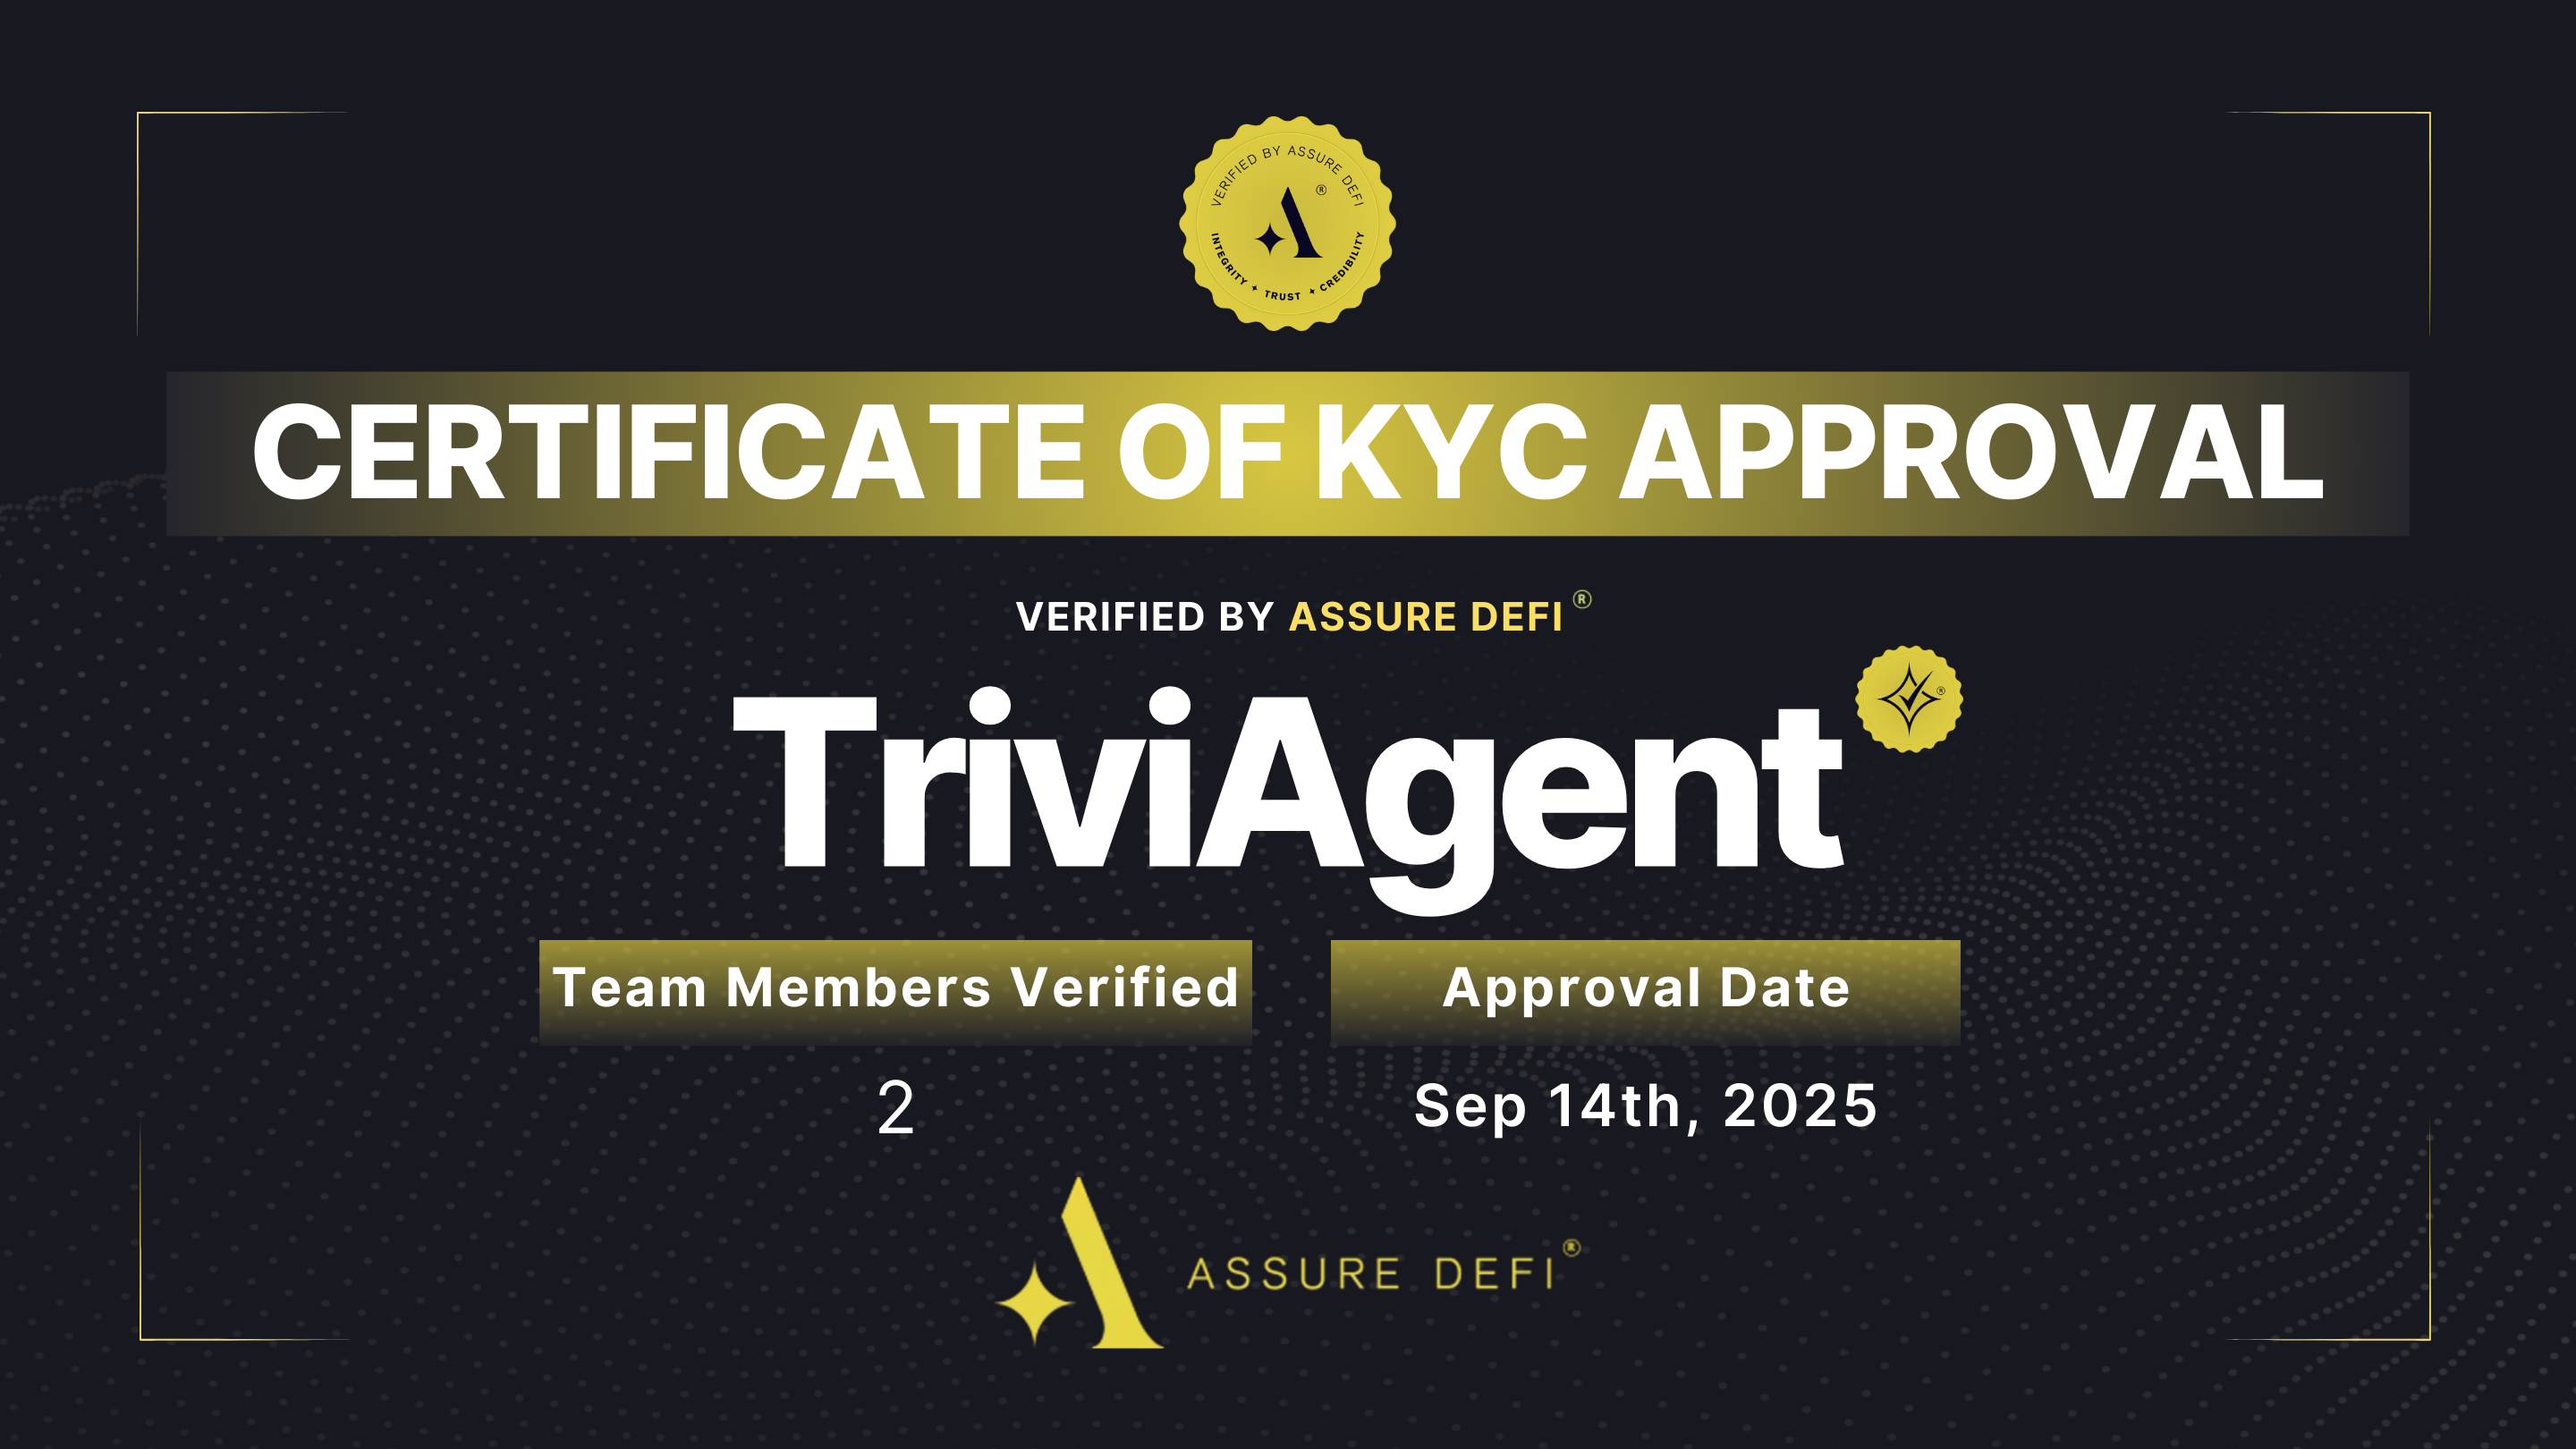 VERIFIED BY ASSURE DEFI
®
INTEGRITY ✦ TRUST ✦ CREDIBILITY
CERTIFICATE OF KYC APPROVAL
VERIFIED BY ASSURE DEFI®
TriviAgent
®
Team Members Verified
Approval Date
2
Sep 14th, 2025
ASSURE DEFI®